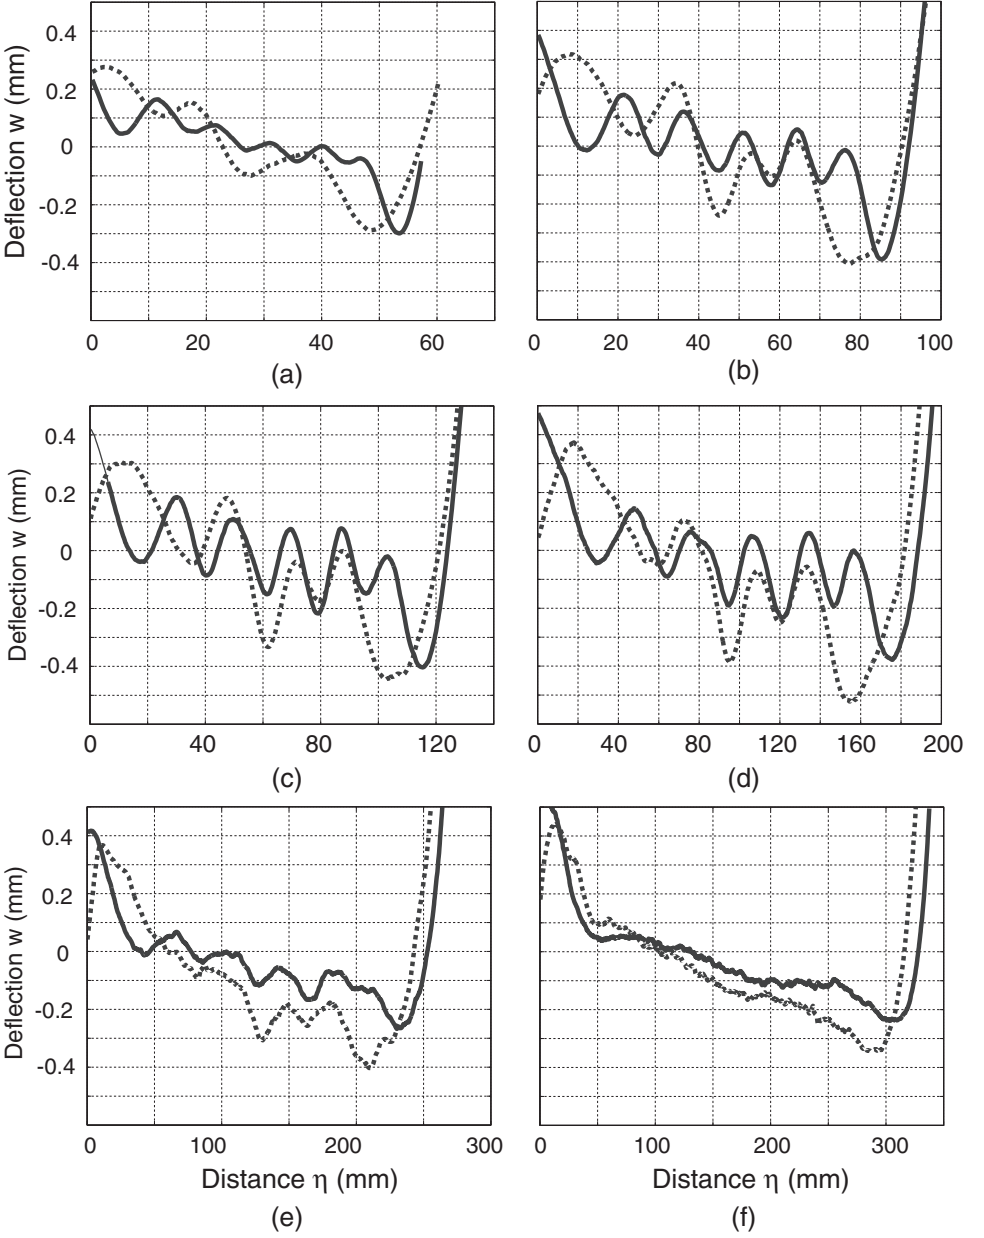 Deflection w (mm)
0.4
0.2
0
-0.2
-0.4
0 20 40 60
(a)
0 20 40 60 80 100
(b)
Deflection w (mm)
0.4
0.2
0
-0.2
-0.4
0 40 80 120
(c)
0 40 80 120 160 200
(d)
Deflection w (mm)
0.4
0.2
0
-0.2
-0.4
0 100 200 300
Distance η (mm)
(e)
0 100 200 300
Distance η (mm)
(f)